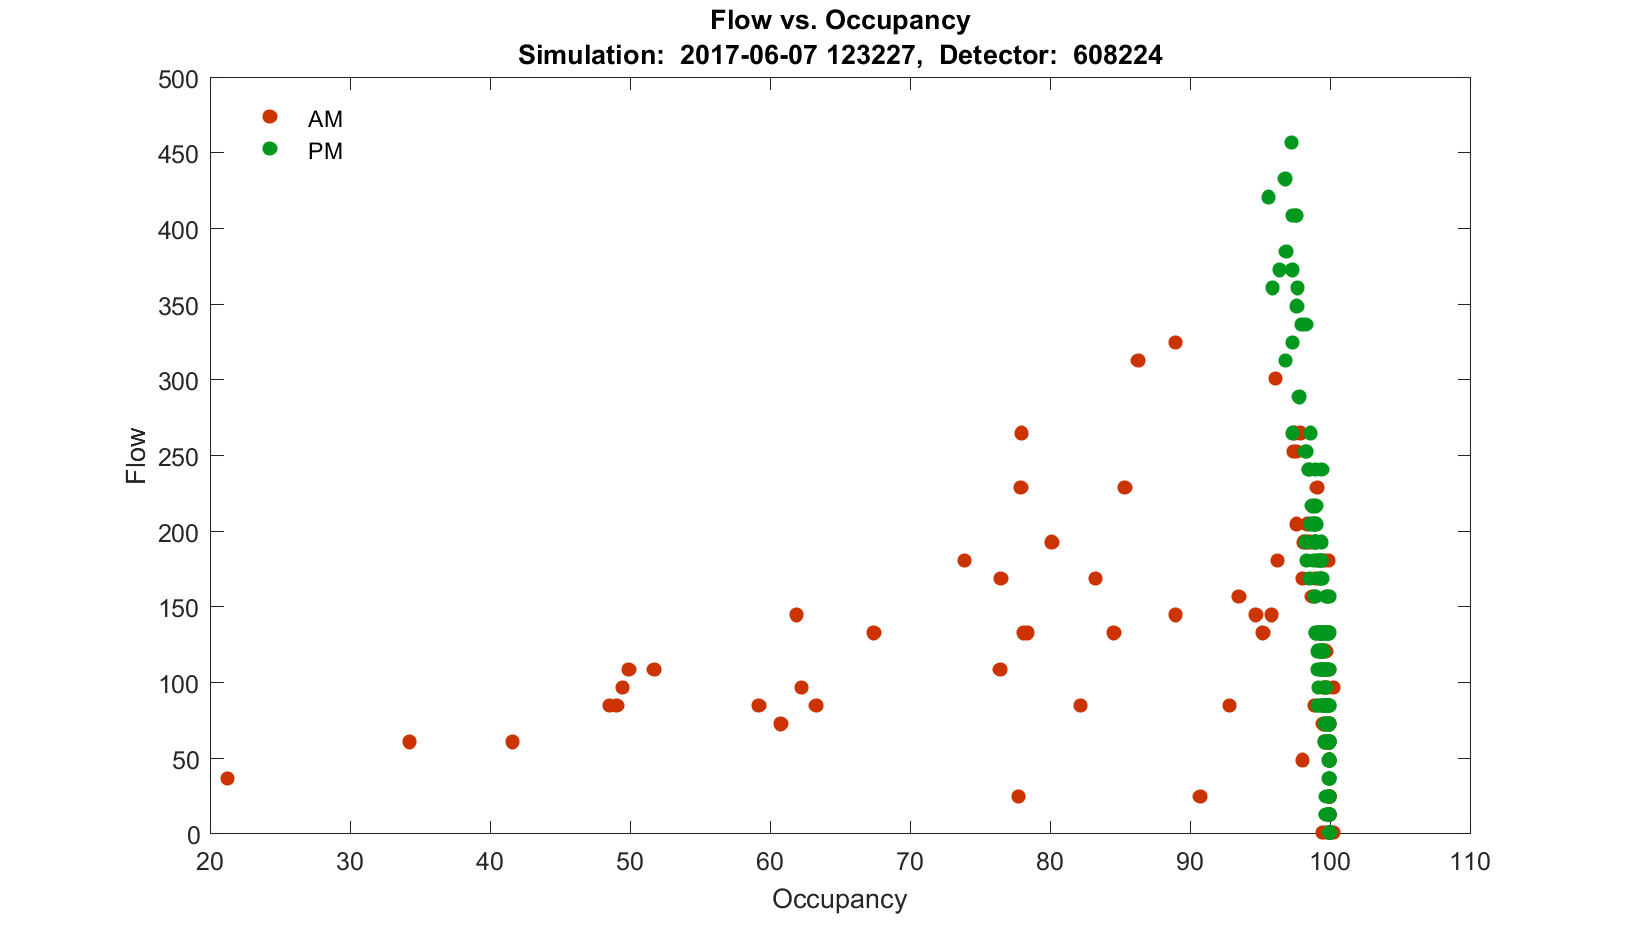 Flow vs. Occupancy
Simulation:  2017-06-07 123227,  Detector:  608224
500
450
400
350
300
250
200
150
100
50
0
Flow
AM
PM
20 30 40 50 60 70 80 90 100 110
Occupancy